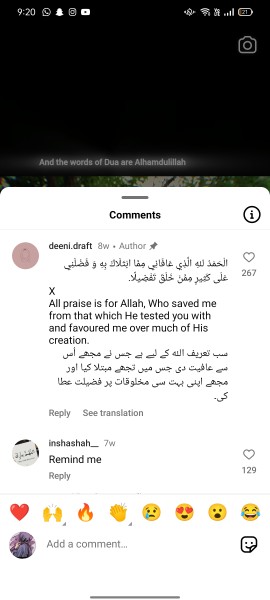 9:20
21
And the words of Dua are Alhamdulillah
Comments
deeni.draft 8w • Author
الْحَمْدُ للهِ الَّذِي عَافَانِي مِمَّا ابْتَلَاكَ بِهِ وَ فَضَّلَنِي
عَلَى كَثِيرٍ مِمَّنْ خَلَقَ تَفْضِيلًا.
X
All praise is for Allah, Who saved me
from that which He tested you with
and favoured me over much of His
creation.
سب تعریف اللہ کے لیے ہے جس نے مجھے اُس
سے عافیت دی جس میں تجھے مبتلا کیا اور
مجھے اپنی بہت سی مخلوقات پر فضیلت عطا
کی۔
267
Reply See translation
inshashah__ 7w
Remind me
129
Reply
Add a comment...